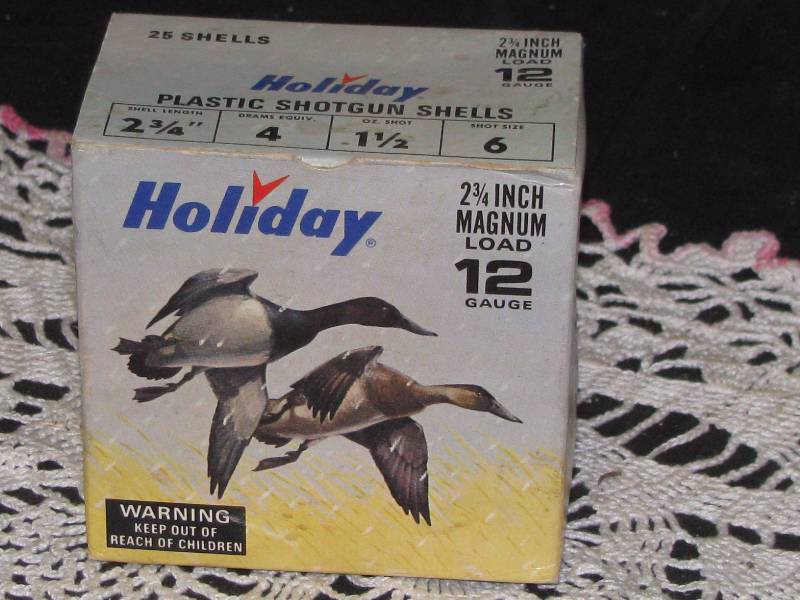 25 SHELLS
2¾ INCH
MAGNUM
LOAD
12
GAUGE
Holiday
PLASTIC SHOTGUN SHELLS
SHELL LENGTH DRAMS EQUIV. OZ. SHOT SHOT SIZE
2¾" 4 1½ 6
Holiday®
2¾ INCH
MAGNUM
LOAD
12
GAUGE
WARNING
KEEP OUT OF
REACH OF CHILDREN